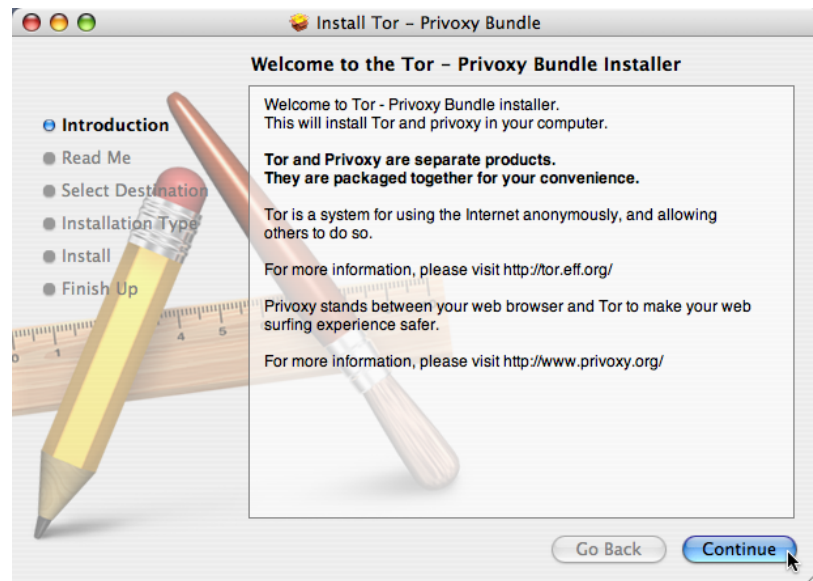 Install Tor – Privoxy Bundle
Welcome to the Tor – Privoxy Bundle Installer
Introduction
Read Me
Select Destination
Installation Type
Install
Finish Up
Welcome to Tor - Privoxy Bundle installer.
This will install Tor and privoxy in your computer.
Tor and Privoxy are separate products.
They are packaged together for your convenience.
Tor is a system for using the Internet anonymously, and allowing
others to do so.
For more information, please visit http://tor.eff.org/
Privoxy stands between your web browser and Tor to make your web
surfing experience safer.
For more information, please visit http://www.privoxy.org/
0 1 4 5
Go Back
Continue